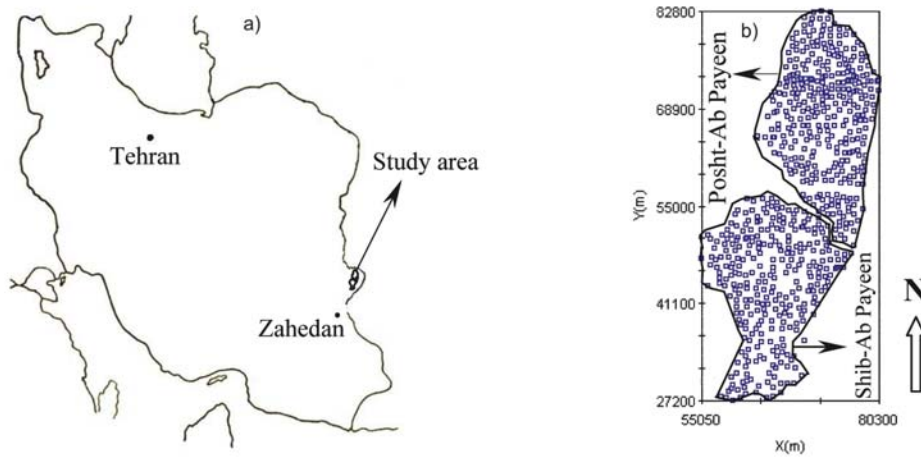 a)
Tehran
Study area
Zahedan
b)
82800
68900
55000
41100
27200
Y(m)
55050
80300
X(m)
Posht-Ab Payeen
Shib-Ab Payeen
N